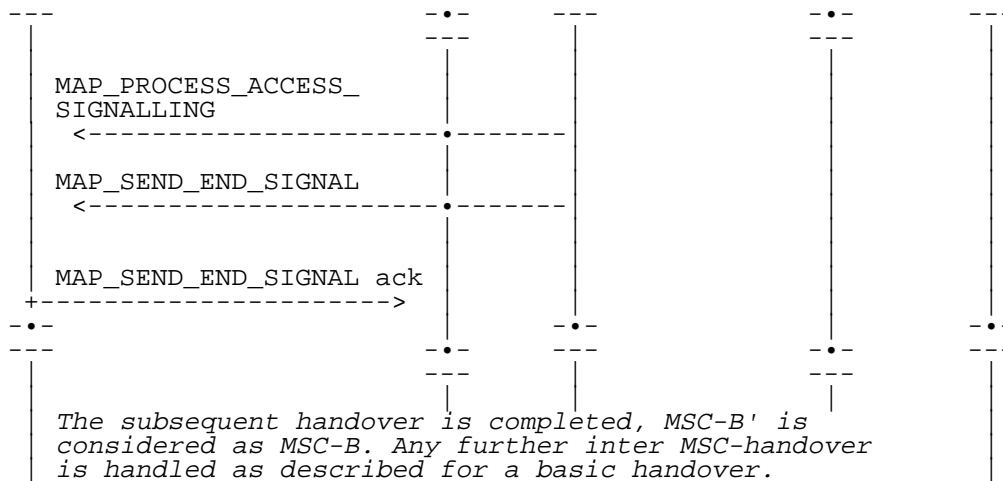 MAP_PROCESS_ACCESS_
SIGNALLING
MAP_SEND_END_SIGNAL
MAP_SEND_END_SIGNAL ack
The subsequent handover is completed, MSC-B' is
considered as MSC-B. Any further inter MSC-handover
is handled as described for a basic handover.